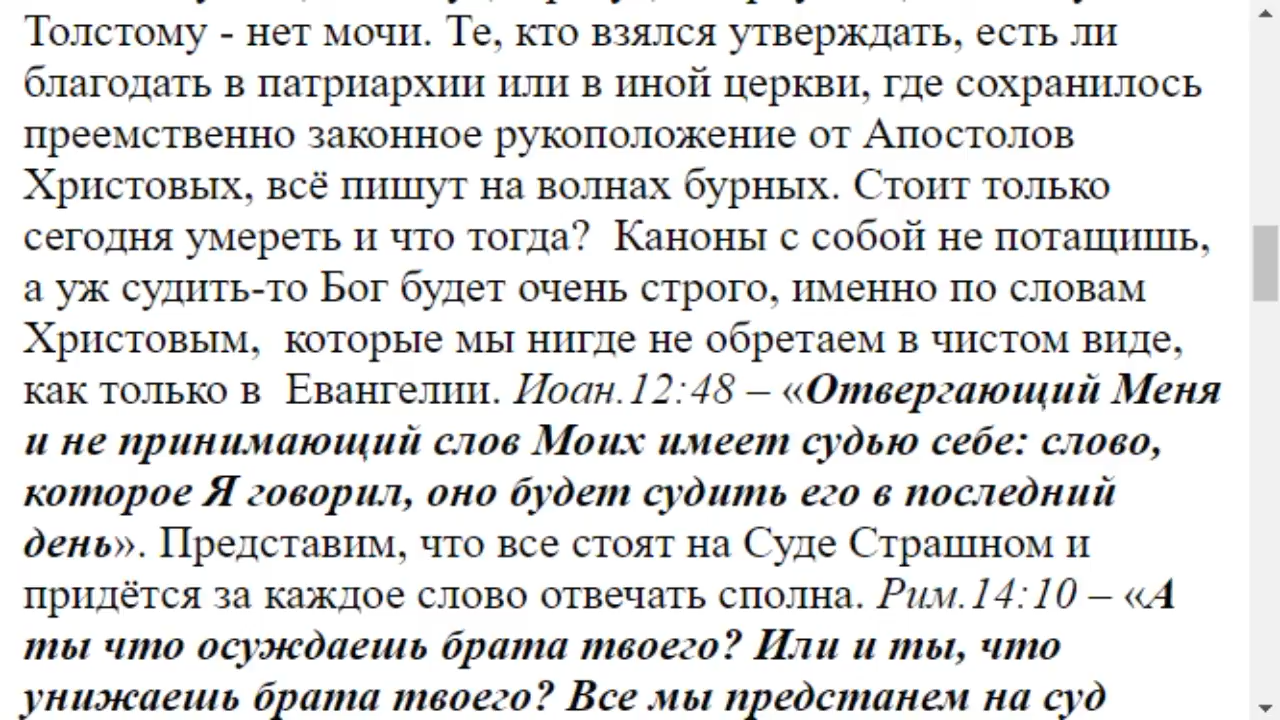 Толстому - нет мочи. Те, кто взялся утверждать, есть ли
благодать в патриархии или в иной церкви, где сохранилось
преемственно законное рукоположение от Апостолов
Христовых, всё пишут на волнах бурных. Стоит только
сегодня умереть и что тогда?  Каноны с собой не потащишь,
а уж судить-то Бог будет очень строго, именно по словам
Христовым,  которые мы нигде не обретаем в чистом виде,
как только в  Евангелии. Иоан.12:48 – «Отвергающий Меня
и не принимающий слов Моих имеет судью себе: слово,
которое Я говорил, оно будет судить его в последний
день». Представим, что все стоят на Суде Страшном и
придётся за каждое слово отвечать сполна. Рим.14:10 – «А
ты что осуждаешь брата твоего? Или и ты, что
унижаешь брата твоего? Все мы предстанем на суд